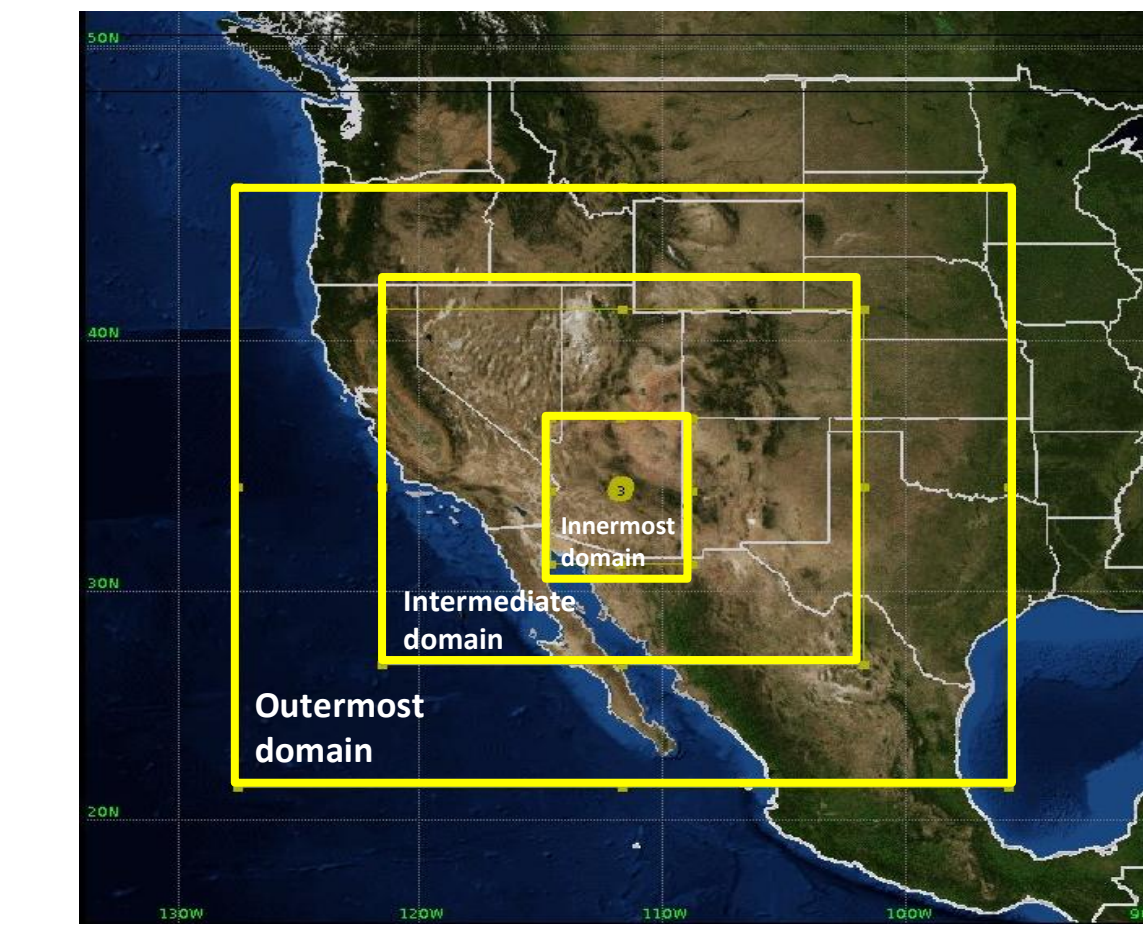 50N
40N
3
Innermost
domain
30N
Intermediate
domain
Outermost
domain
20N
130W
120W
110W
100W